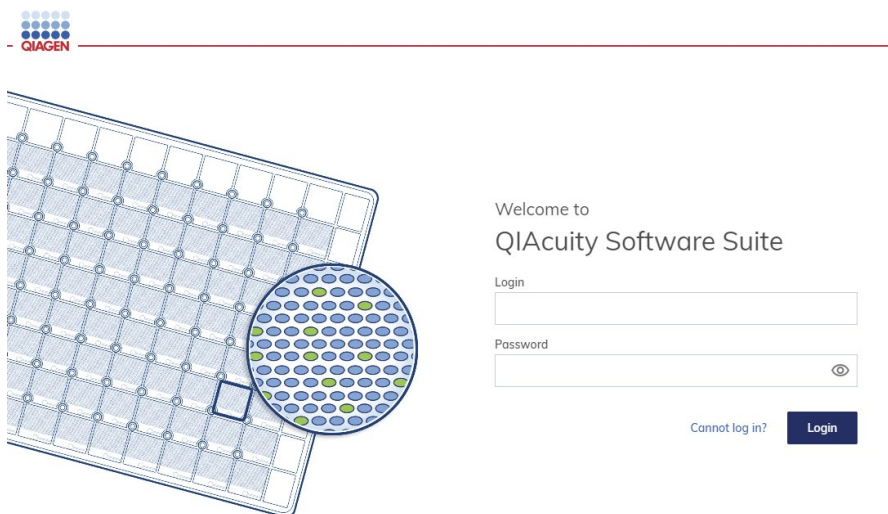 QIAGEN
Welcome to
QIAcuity Software Suite
Login
Password
Cannot log in?
Login